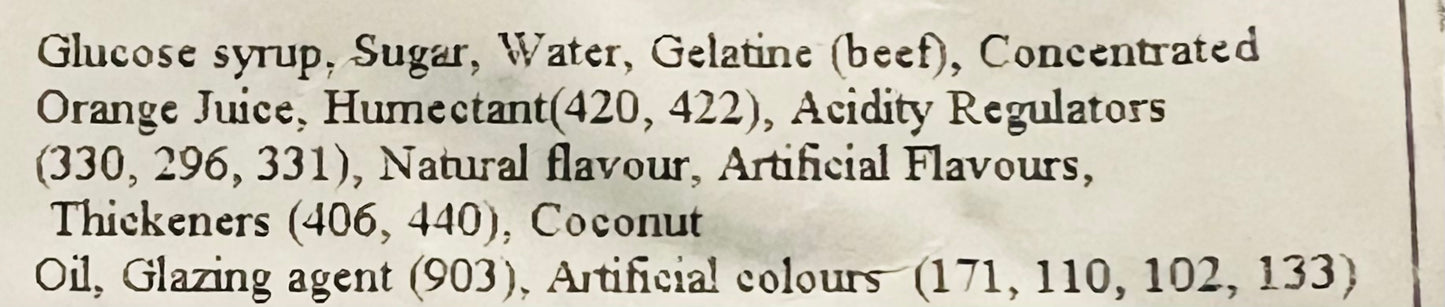 Glucose syrup, Sugar, Water, Gelatine (beef), Concentrated
Orange Juice, Humectant(420, 422), Acidity Regulators
(330, 296, 331), Natural flavour, Artificial Flavours,
Thickeners (406, 440), Coconut
Oil, Glazing agent (903), Artificial colours (171, 110, 102, 133)